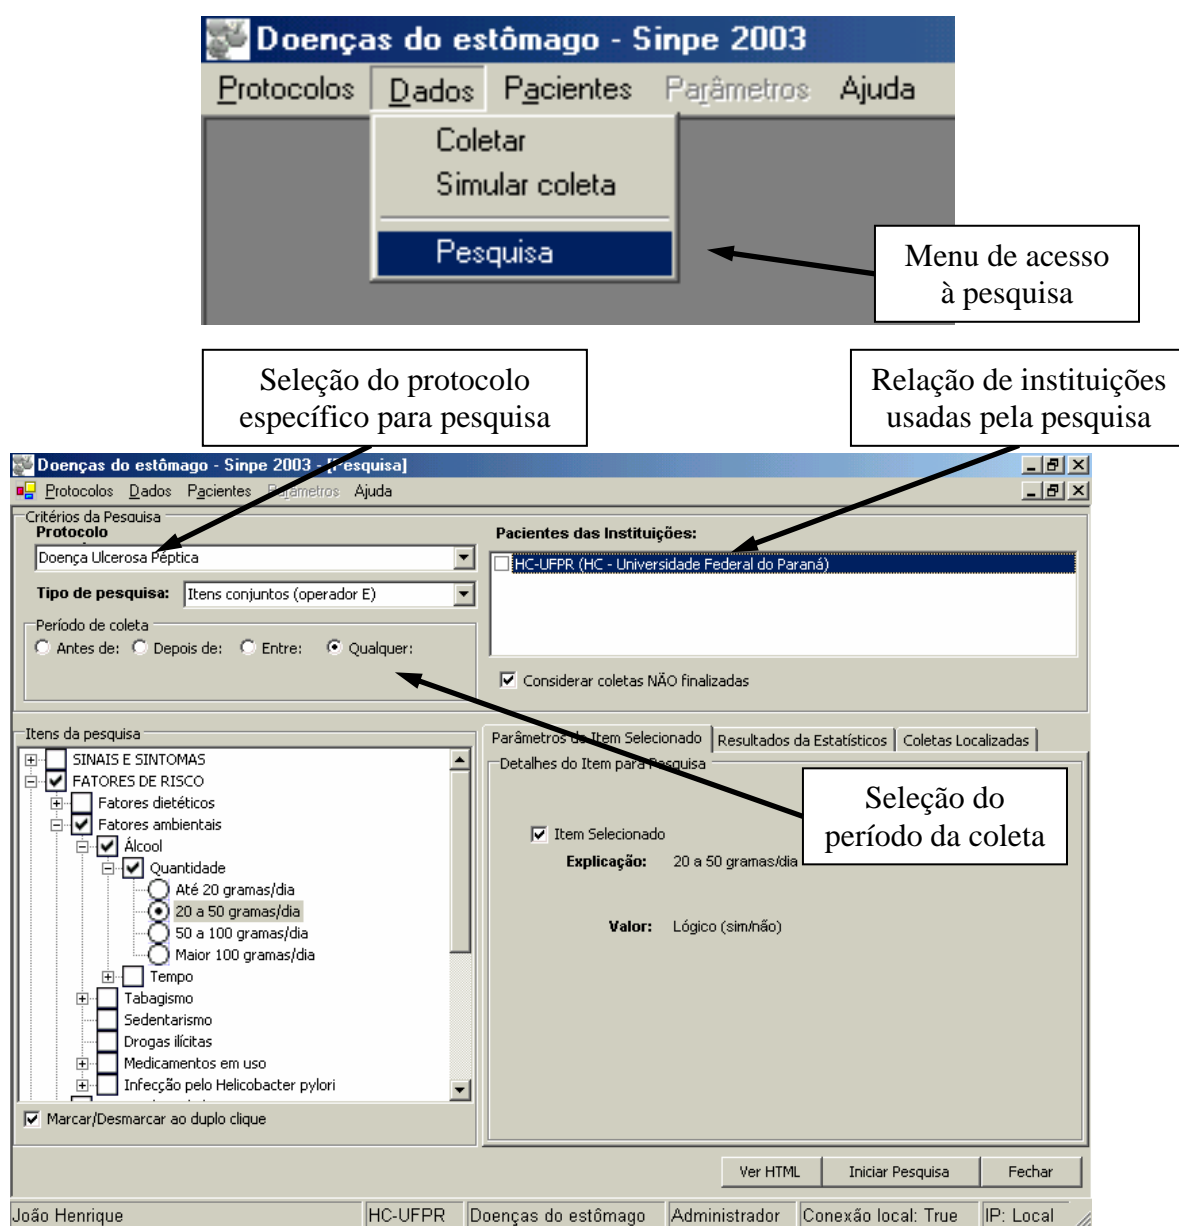 Doenças do estômago - Sinpe 2003
Protocolos Dados Pacientes Parâmetros Ajuda
Coletar
Simular coleta
Pesquisa
Menu de acesso
à pesquisa
Seleção do protocolo
específico para pesquisa
Relação de instituições
usadas pela pesquisa
Doenças do estômago - Sinpe 2003 - [Pesquisa]
Protocolos Dados Pacientes Parâmetros Ajuda
Critérios da Pesquisa
Protocolo
Doença Ulcerosa Péptica
Tipo de pesquisa: Itens conjuntos (operador E)
Período de coleta
Antes de: Depois de: Entre: Qualquer:
Pacientes das Instituições:
HC-UFPR (HC - Universidade Federal do Paraná)
Considerar coletas NÃO finalizadas
Itens da pesquisa
SINAIS E SINTOMAS
FATORES DE RISCO
Fatores dietéticos
Fatores ambientais
Álcool
Quantidade
Até 20 gramas/dia
20 a 50 gramas/dia
50 a 100 gramas/dia
Maior 100 gramas/dia
Tempo
Tabagismo
Sedentarismo
Drogas ilícitas
Medicamentos em uso
Infecção pelo Helicobacter pylori
Marcar/Desmarcar ao duplo clique
Parâmetros do Item Selecionado Resultados da Estatísticos Coletas Localizadas
Detalhes do Item para Pesquisa
Seleção do
período da coleta
Item Selecionado
Explicação: 20 a 50 gramas/dia
Valor: Lógico (sim/não)
Ver HTML Iniciar Pesquisa Fechar
João Henrique HC-UFPR Doenças do estômago Administrador Conexão local: True IP: Local